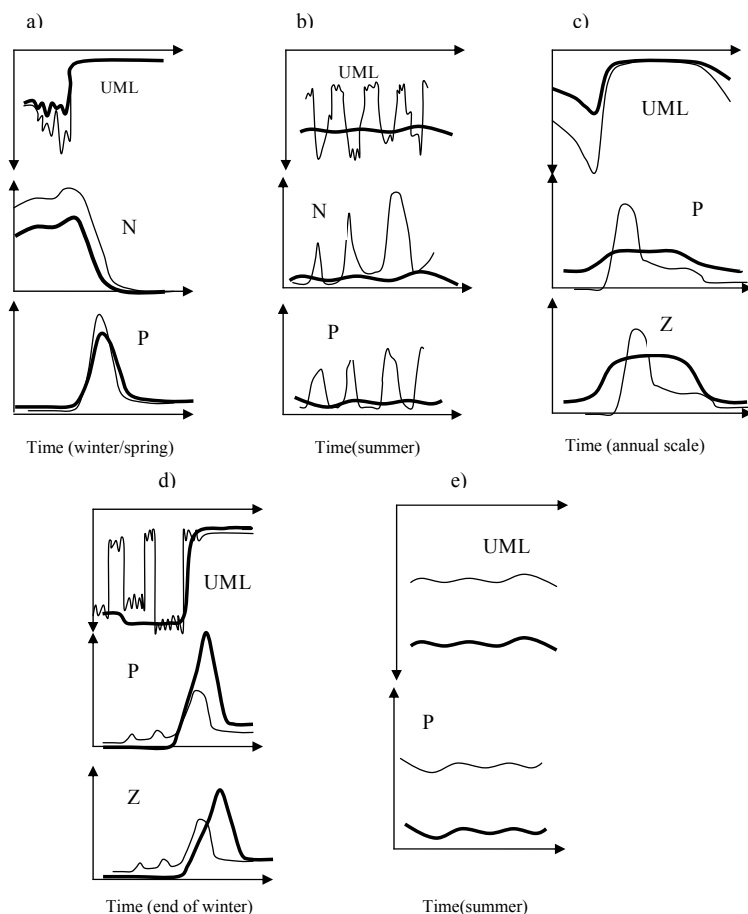 a)
b)
c)
UML
UML
UML
N
N
P
P
P
Z
Time (winter/spring)
Time(summer)
Time (annual scale)
d)
e)
UML
UML
P
P
Z
Time (end of winter)
Time(summer)